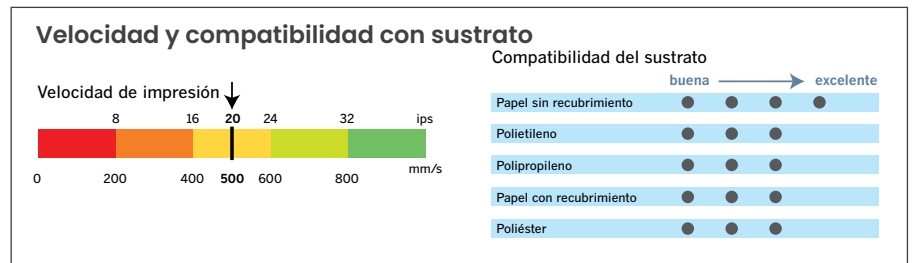 Velocidad y compatibilidad con sustrato
Velocidad de impresión
8 16 20 24 32 ips
mm/s
0 200 400 500 600 800
Compatibilidad del sustrato
buena excelente
Papel sin recubrimiento
Polietileno
Polipropileno
Papel con recubrimiento
Poliéster